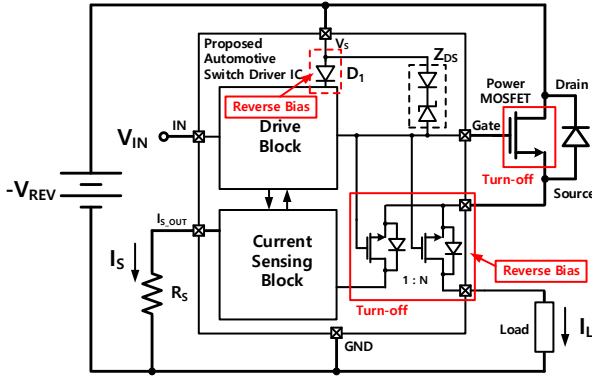 Proposed
Automotive
Switch Driver IC
VS
D1
ZDS
Reverse Bias
Power
MOSFET
Drain
VIN
IN
Drive
Block
Gate
Turn-off
Source
-VREV
IS_OUT
IS
RS
Current
Sensing
Block
1 : N
Reverse Bias
Turn-off
Load
IL
GND